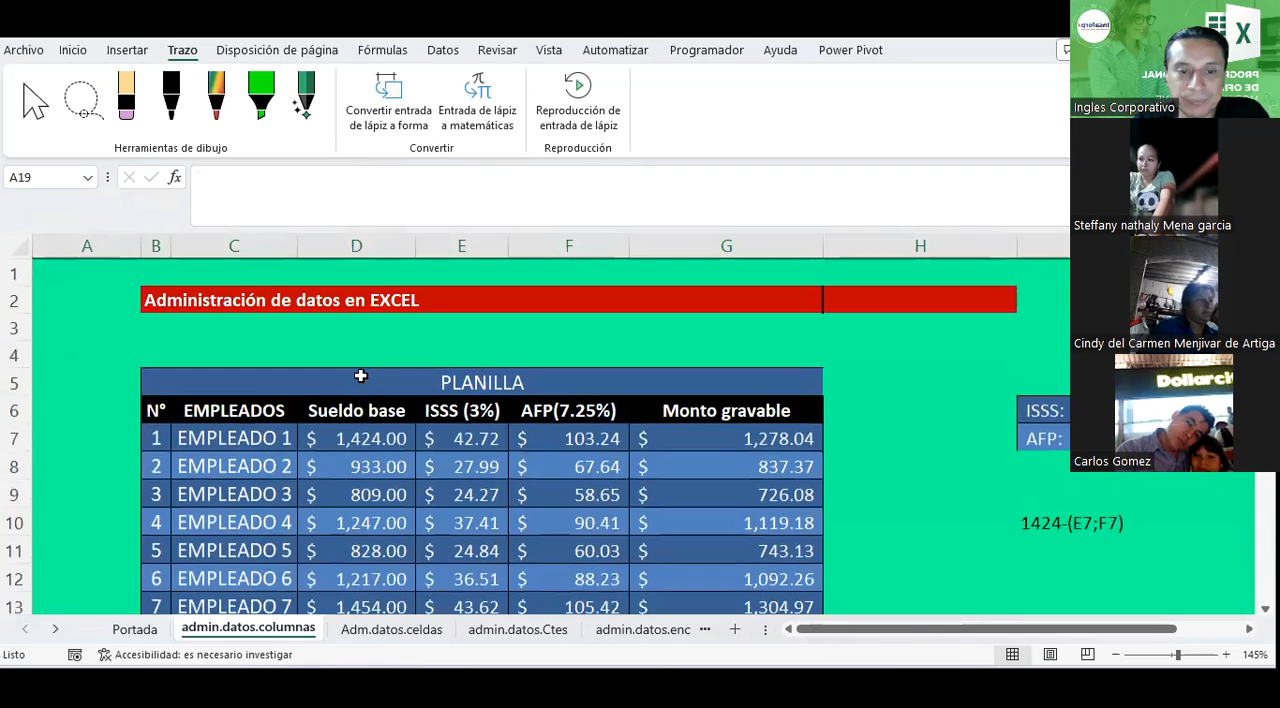 Archivo Inicio Insertar Trazo Disposición de página Fórmulas Datos Revisar Vista Automatizar Programador Ayuda Power Pivot
Convertir entrada de lápiz a forma
Entrada de lápiz a matemáticas
Reproducción de entrada de lápiz
Herramientas de dibujo Convertir Reproducción
A19 fx
A B C D E F G H
1
2 Administración de datos en EXCEL
3
4
5 PLANILLA
6 N° EMPLEADOS Sueldo base ISSS (3%) AFP(7.25%) Monto gravable ISSS:
7 1 EMPLEADO 1 $ 1,424.00 $ 42.72 $ 103.24 $ 1,278.04 AFP:
8 2 EMPLEADO 2 $ 933.00 $ 27.99 $ 67.64 $ 837.37
9 3 EMPLEADO 3 $ 809.00 $ 24.27 $ 58.65 $ 726.08
10 4 EMPLEADO 4 $ 1,247.00 $ 37.41 $ 90.41 $ 1,119.18 1424-(E7;F7)
11 5 EMPLEADO 5 $ 828.00 $ 24.84 $ 60.03 $ 743.13
12 6 EMPLEADO 6 $ 1,217.00 $ 36.51 $ 88.23 $ 1,092.26
13 7 EMPLEADO 7 $ 1,454.00 $ 43.62 $ 105.42 $ 1,304.97
Portada admin.datos.columnas Adm.datos.celdas admin.datos.Ctes admin.datos.enc
Listo Accesibilidad: es necesario investigar 145%
X
Ingles Corporativo
Steffany nathaly Mena garcia
Cindy del Carmen Menjivar de Artiga
Dollarci
Carlos Gomez